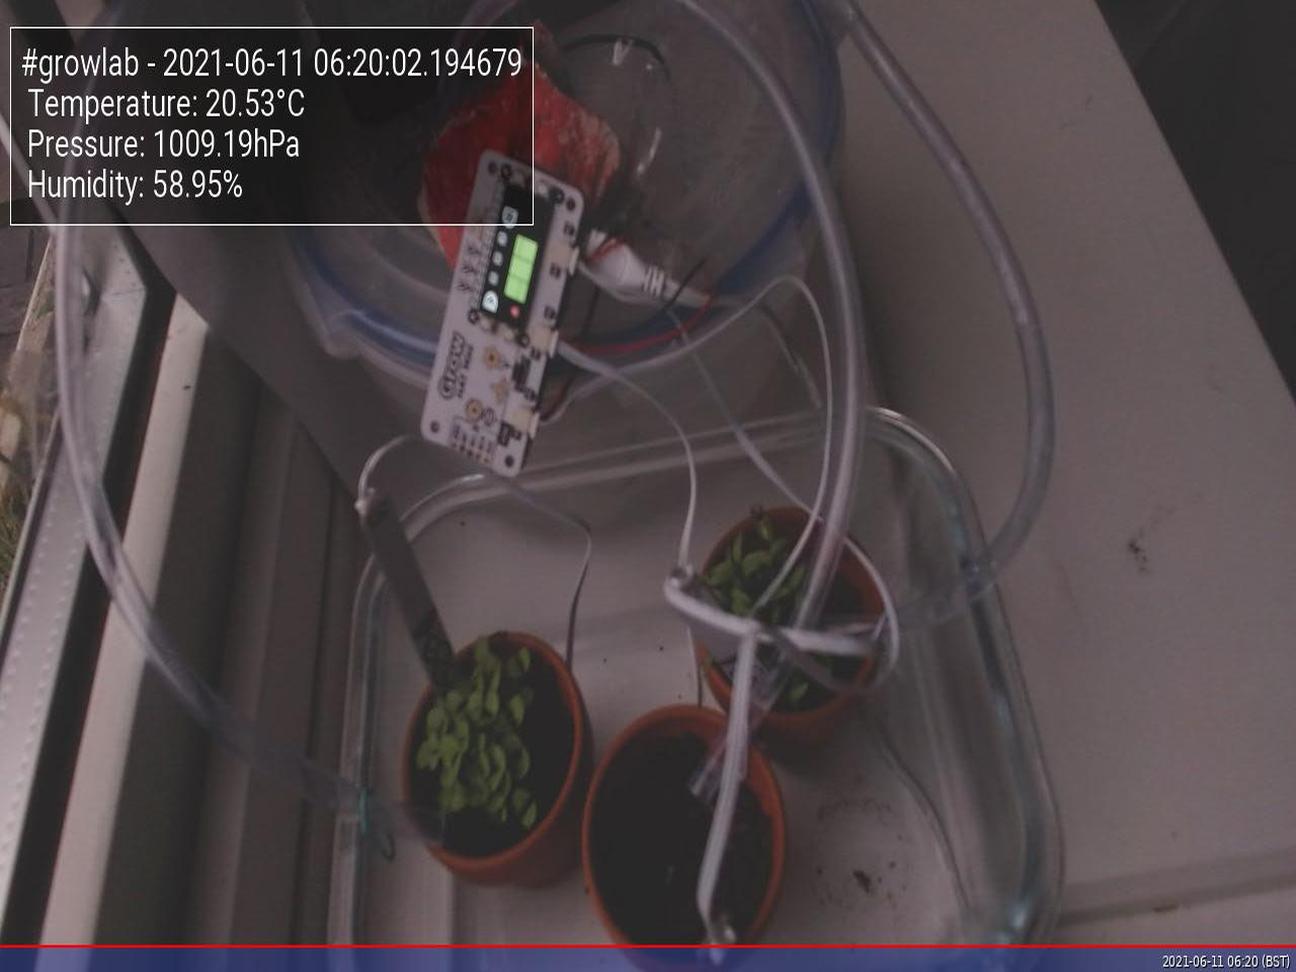 #growlab - 2021-06-11 06:20:02.194679
Temperature: 20.53°C
Pressure: 1009.19hPa
Humidity: 58.95%
GROW
2021-06-11 06:20 (BST)